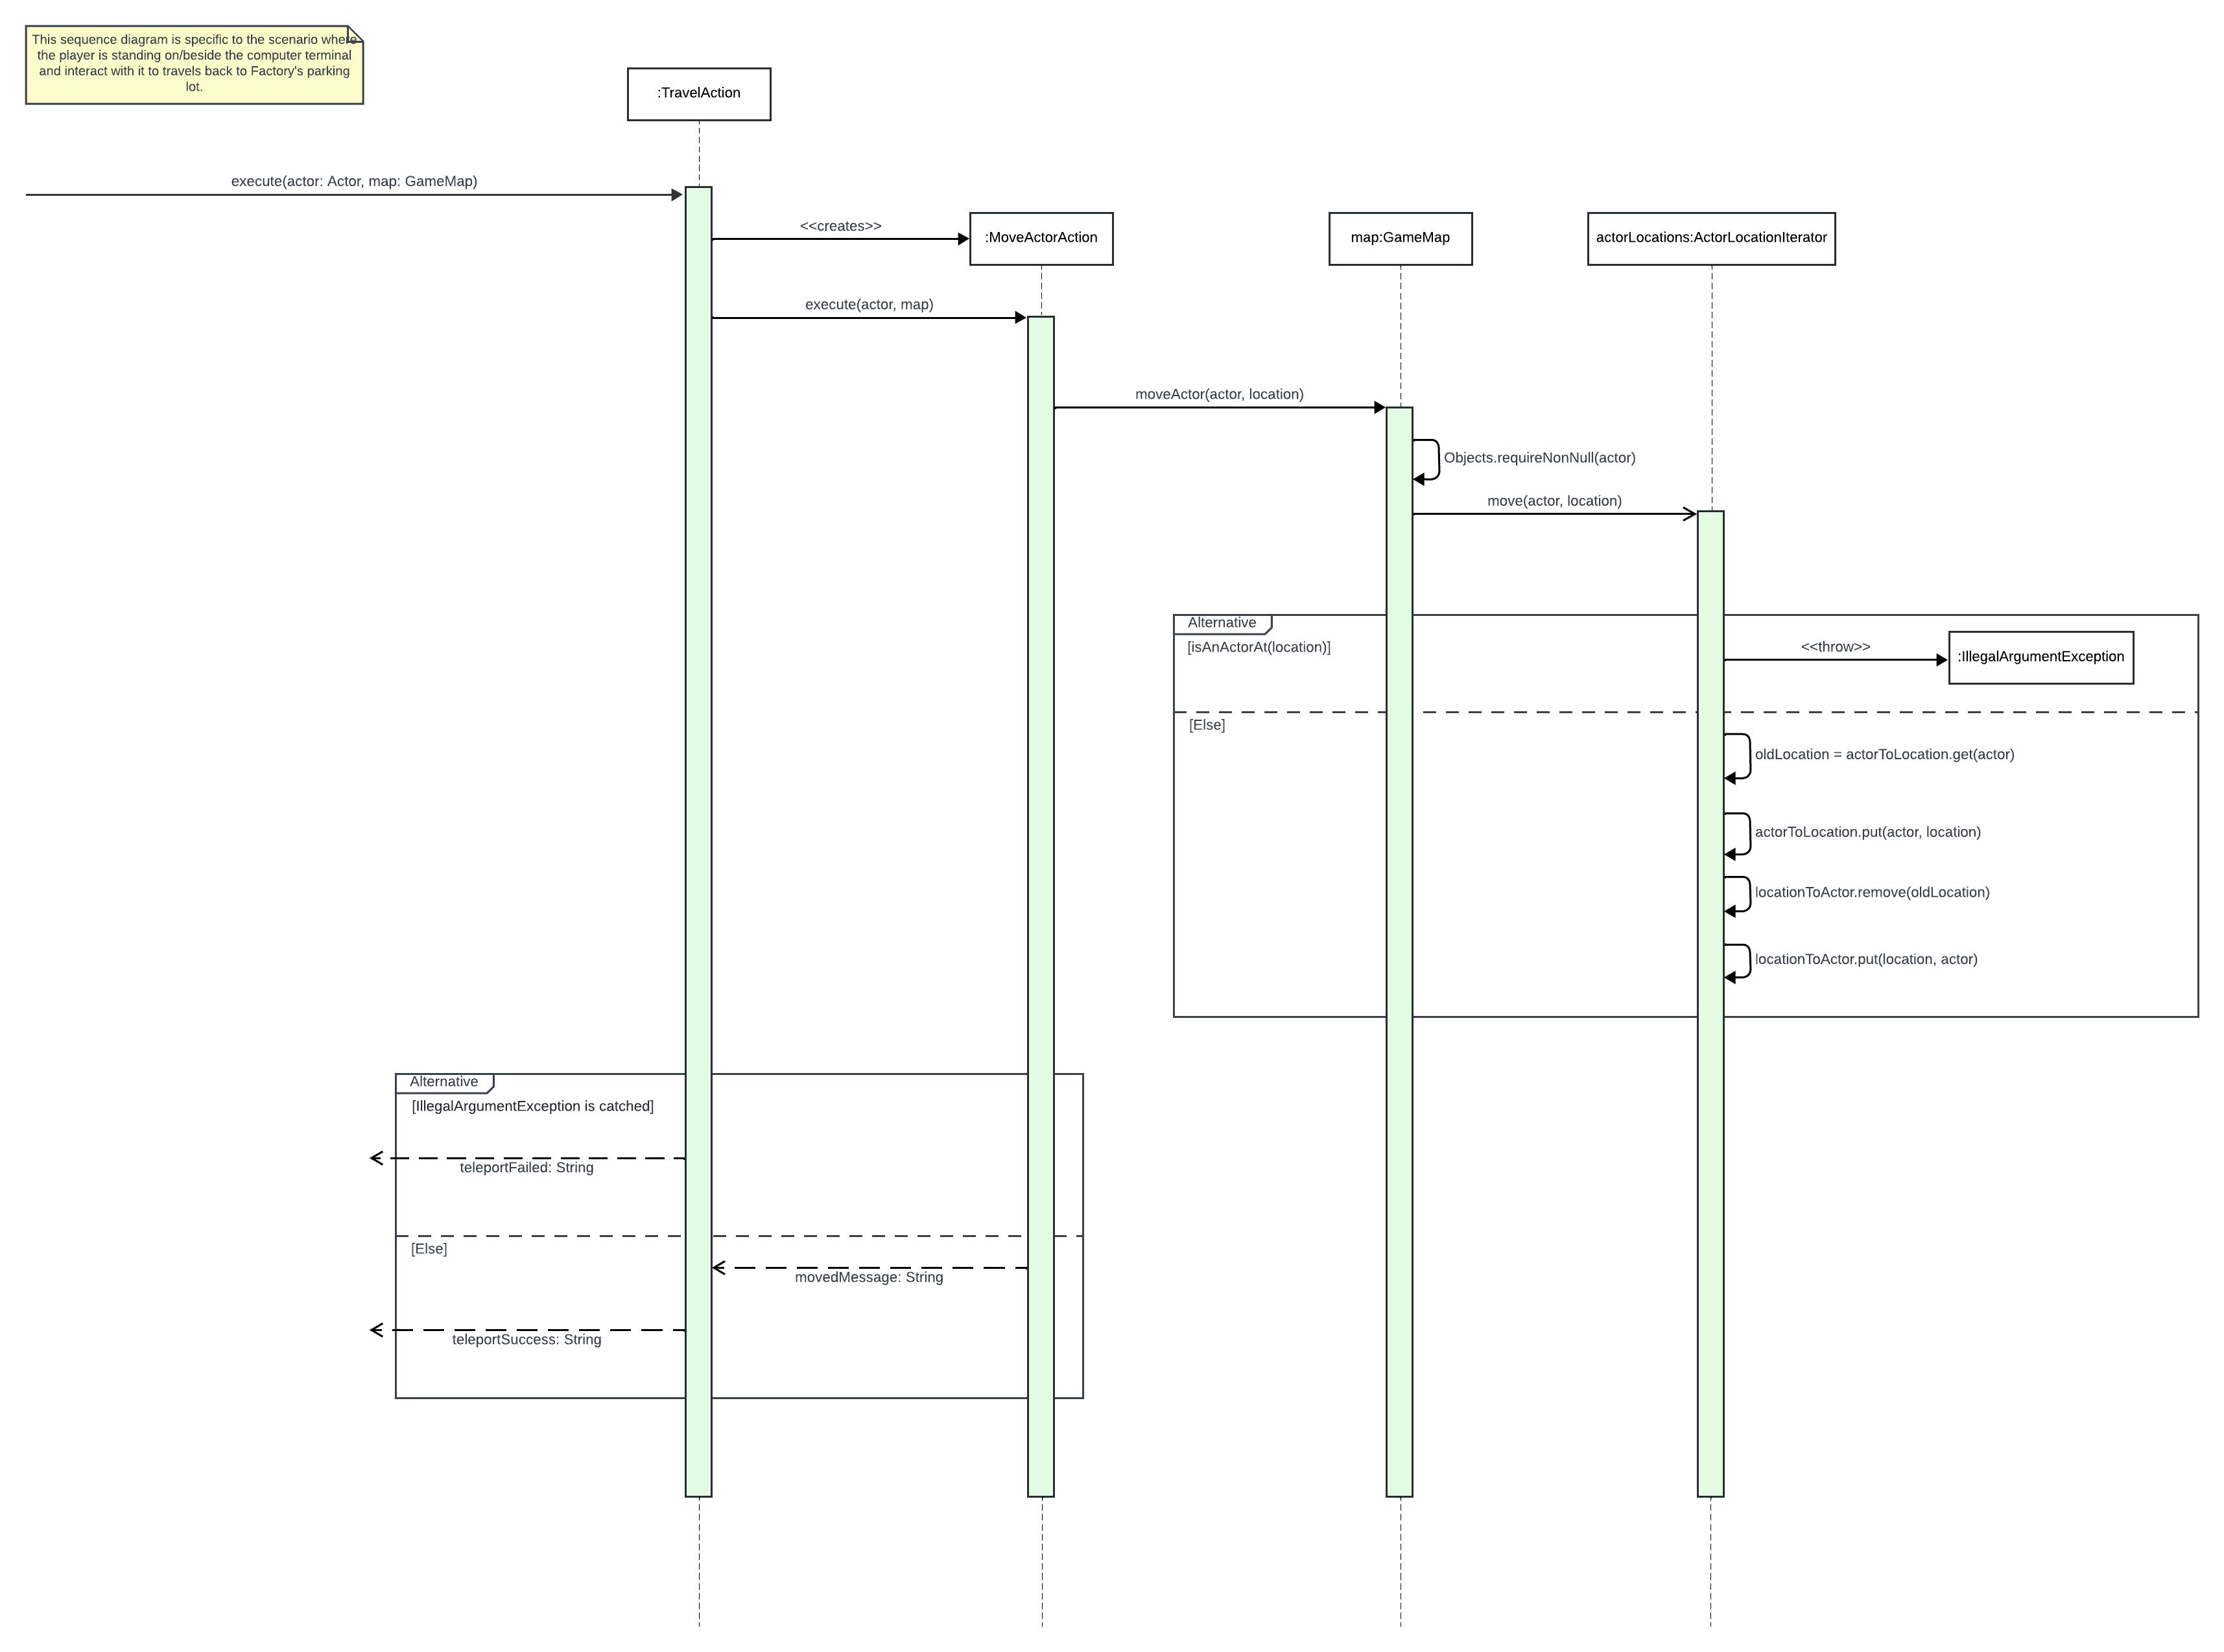 This sequence diagram is specific to the scenario where
the player is standing on/beside the computer terminal
and interact with it to travels back to Factory's parking
lot.
:TravelAction
execute(actor: Actor, map: GameMap)
<<creates>>
:MoveActorAction
map:GameMap
actorLocations:ActorLocationIterator
execute(actor, map)
moveActor(actor, location)
Objects.requireNonNull(actor)
move(actor, location)
Alternative
[isAnActorAt(location)]
<<throw>>
:IllegalArgumentException
[Else]
oldLocation = actorToLocation.get(actor)
actorToLocation.put(actor, location)
locationToActor.remove(oldLocation)
locationToActor.put(location, actor)
Alternative
[IllegalArgumentException is catched]
teleportFailed: String
[Else]
movedMessage: String
teleportSuccess: String